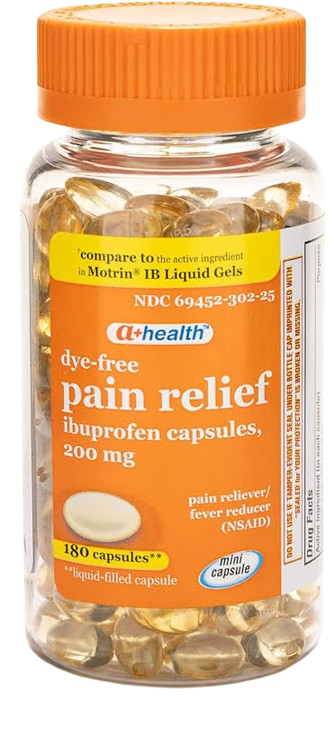 †compare to the active ingredient
in Motrin® IB Liquid Gels
NDC 69452-302-25
a+health™
dye-free
pain relief
ibuprofen capsules,
200 mg
pain reliever/
fever reducer
(NSAID)
180 capsules**
**liquid-filled capsule
mini
capsule
DO NOT USE IF TAMPER-EVIDENT SEAL UNDER BOTTLE CAP IMPRINTED WITH
"SEALED for YOUR PROTECTION" IS BROKEN OR MISSING.
Drug Facts
Active ingredient (in each capsule)
Purpose